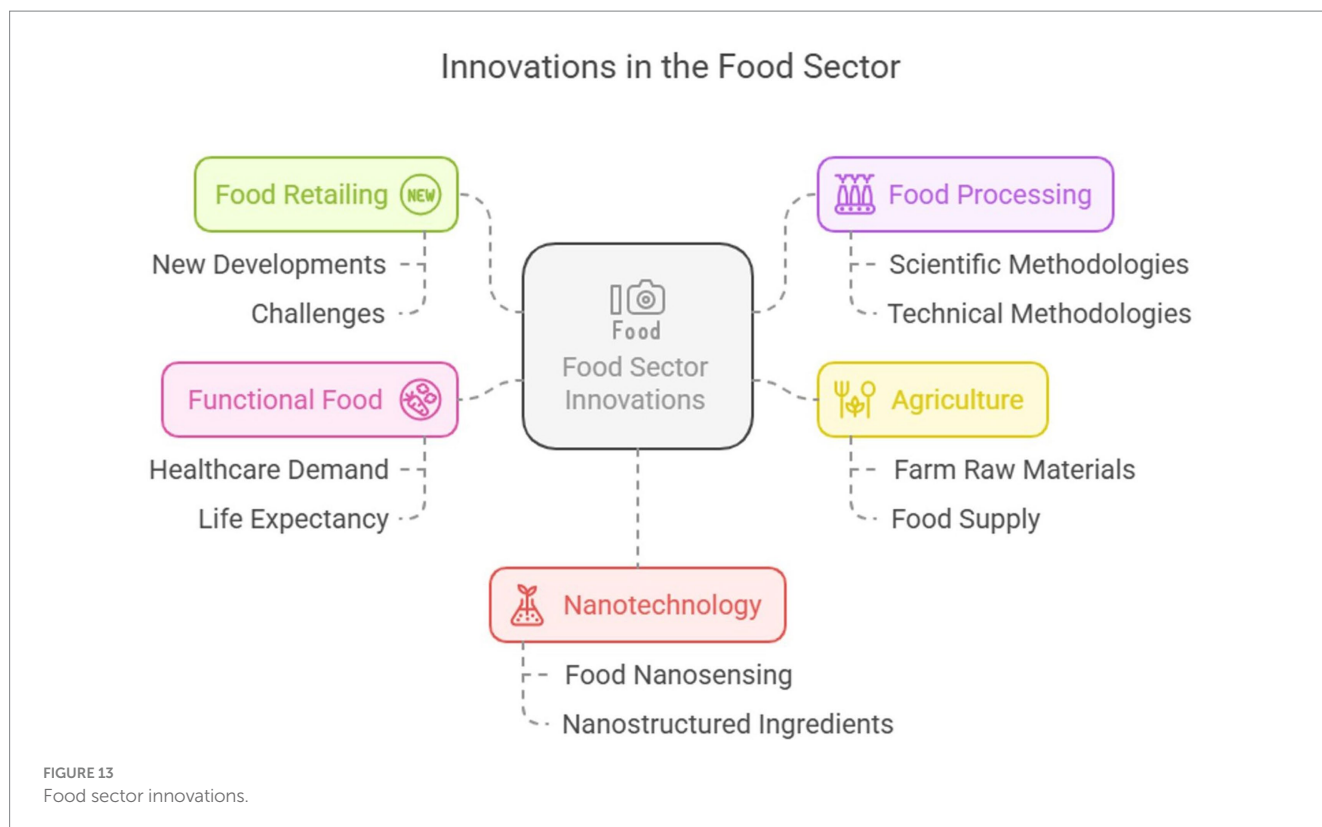 Innovations in the Food Sector
Food Retailing
NEW
New Developments
Challenges
Food Processing
Scientific Methodologies
Technical Methodologies
Food
Food Sector
Innovations
Functional Food
Healthcare Demand
Life Expectancy
Agriculture
Farm Raw Materials
Food Supply
Nanotechnology
Food Nanosensing
Nanostructured Ingredients
FIGURE 13
Food sector innovations.